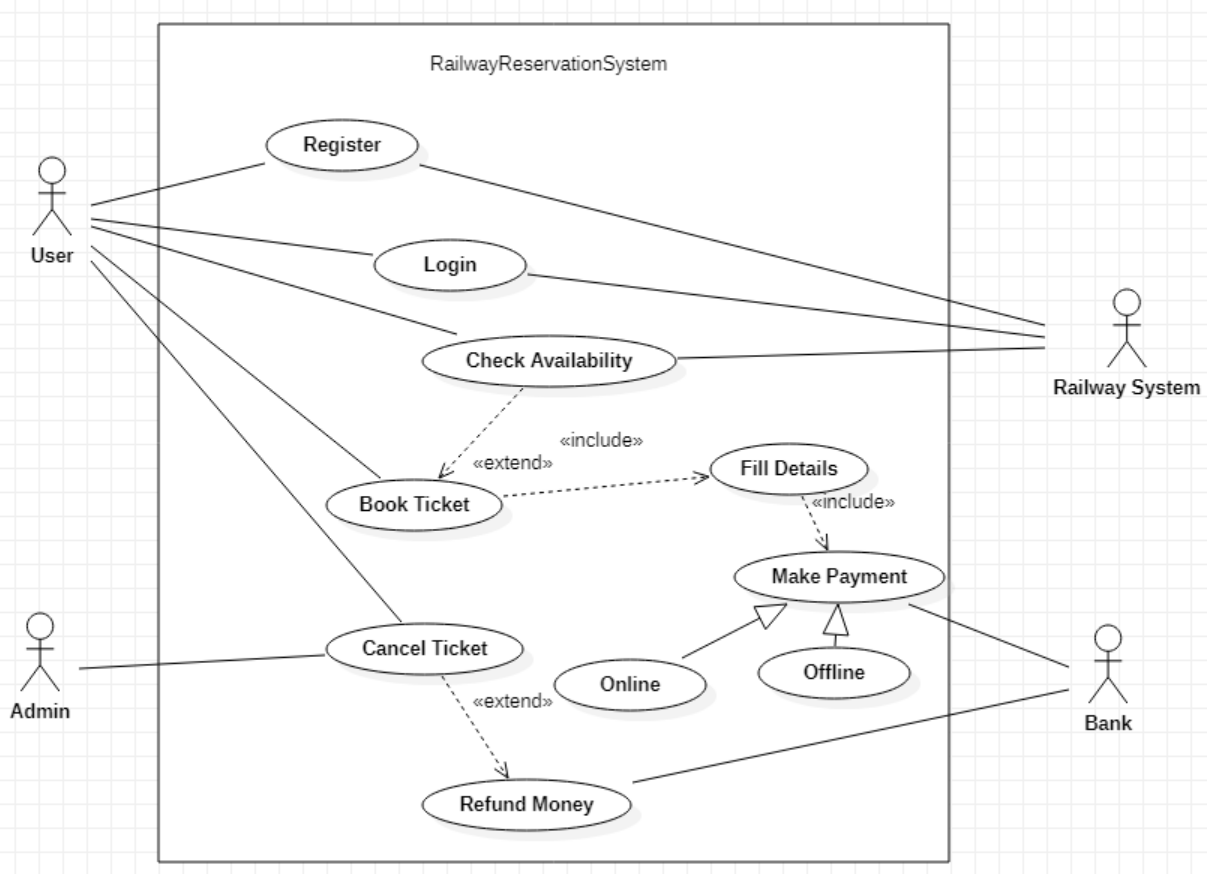 RailwayReservationSystem
Register
User
Login
Railway System
Check Availability
«include»
«extend»
Fill Details
Book Ticket
«include»
Make Payment
Cancel Ticket
Online
Offline
«extend»
Admin
Bank
Refund Money